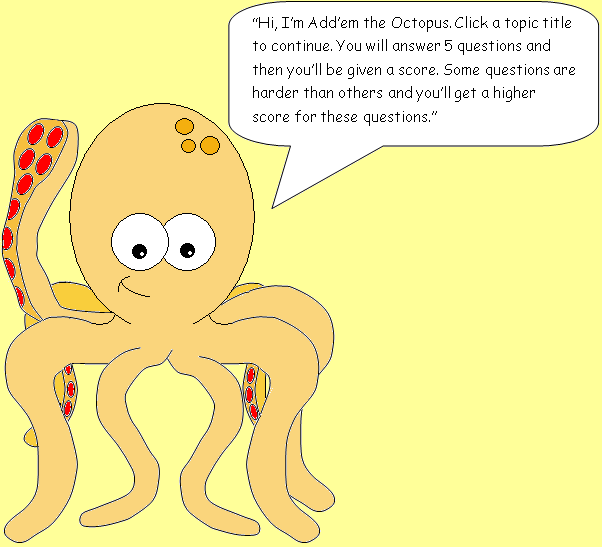 “Hi, I’m Add’em the Octopus. Click a topic title
to continue. You will answer 5 questions and
then you’ll be given a score. Some questions are
harder than others and you’ll get a higher
score for these questions.”